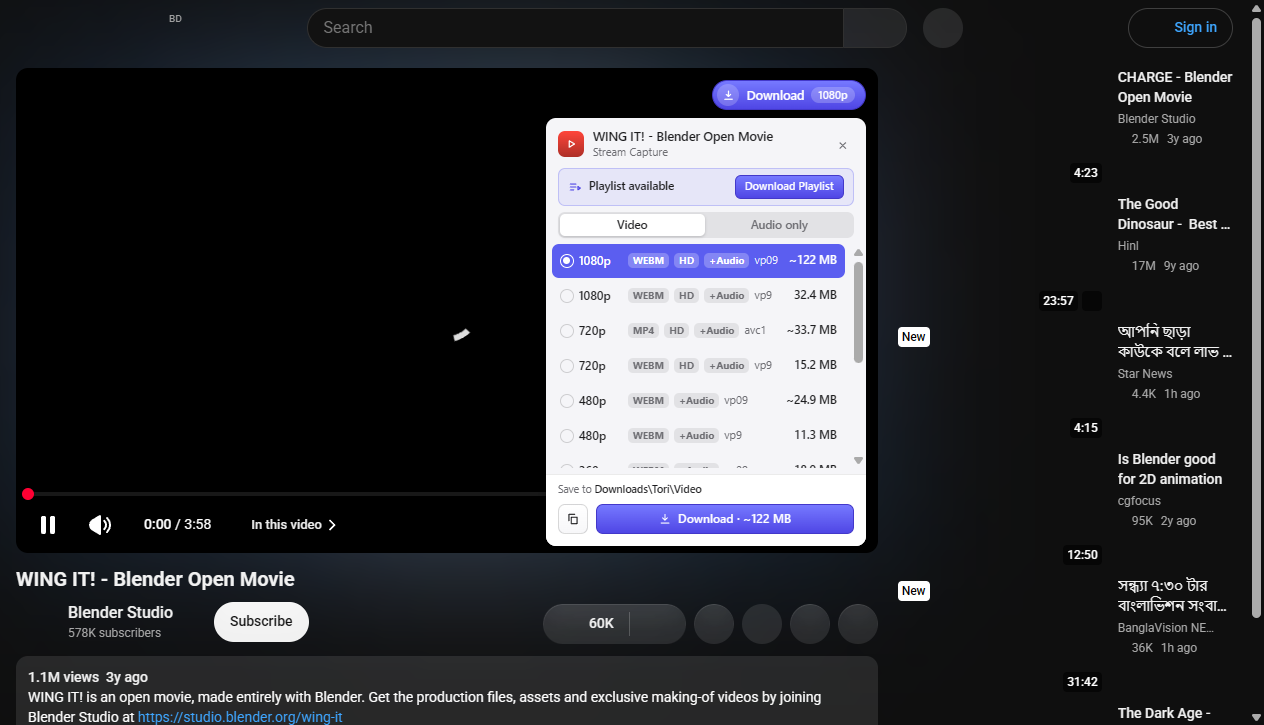 BD
Search
Sign in
Download 1080p
WING IT! - Blender Open Movie
Stream Capture
Playlist available
Download Playlist
Video
Audio only
1080p WEBM HD +Audio vp09 ~122 MB
1080p WEBM HD +Audio vp9 32.4 MB
720p MP4 HD +Audio avc1 ~33.7 MB
720p WEBM HD +Audio vp9 15.2 MB
480p WEBM +Audio vp09 ~24.9 MB
480p WEBM +Audio vp9 11.3 MB
Save to Downloads\Tori\Video
Download · ~122 MB
0:00 / 3:58
In this video
WING IT! - Blender Open Movie
Blender Studio
578K subscribers
Subscribe
60K
1.1M views 3y ago
WING IT! is an open movie, made entirely with Blender. Get the production files, assets and exclusive making-of videos by joining
Blender Studio at https://studio.blender.org/wing-it
CHARGE - Blender
Open Movie
Blender Studio
2.5M 3y ago
4:23
The Good
Dinosaur - Best ...
Hinl
17M 9y ago
23:57
New
আপনি ছাড়া
কাউকে বলে লাভ ...
Star News
4.4K 1h ago
4:15
Is Blender good
for 2D animation
cgfocus
95K 2y ago
12:50
New
সন্ধ্যা ৭:৩০ টার
বাংলাভিশন সংবা...
BanglaVision NE...
36K 1h ago
31:42
The Dark Age -